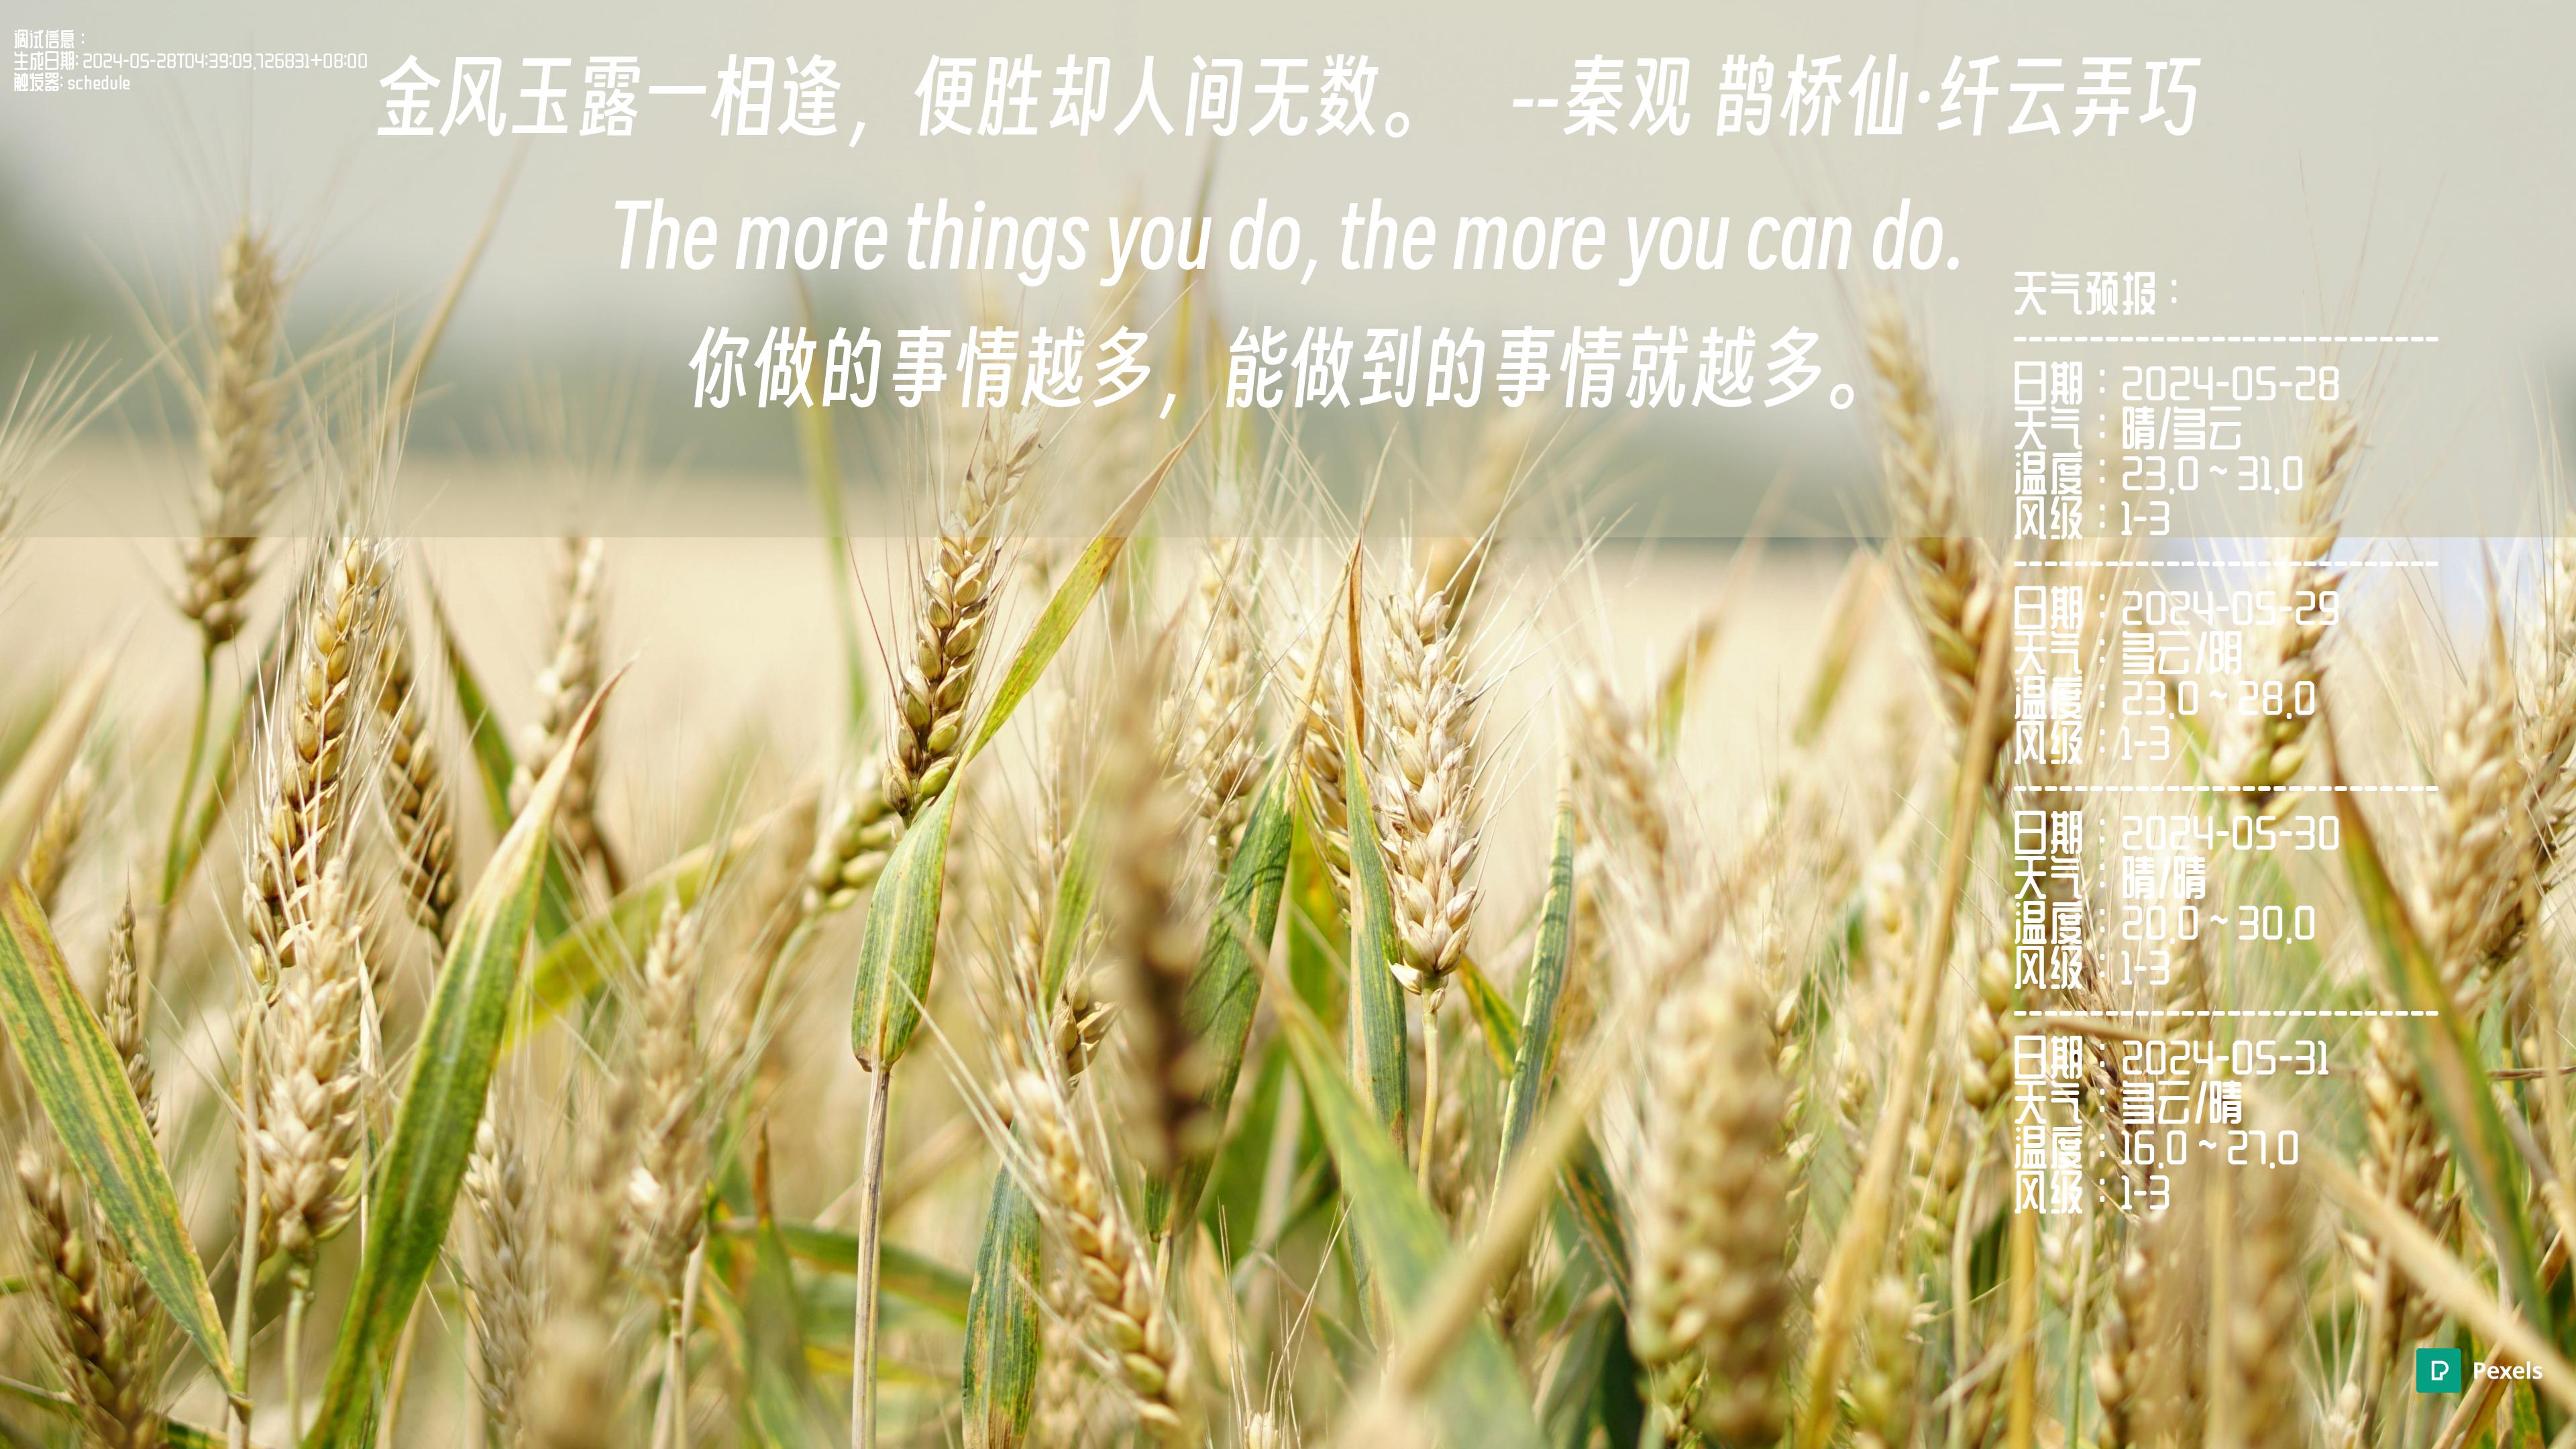 调试信息：
生成日期: 2024-05-28T04:39:09.726831+08:00
触发器: schedule
金风玉露一相逢，便胜却人间无数。 --秦观 鹊桥仙·纤云弄巧
The more things you do, the more you can do.
你做的事情越多，能做到的事情就越多。
天气预报：
------------------------------
日期：2024-05-28
天气：晴/多云
温度：23.0 ~ 31.0
风级：1-3
------------------------------
日期：2024-05-29
天气：多云/阴
温度：23.0 ~ 28.0
风级：1-3
------------------------------
日期：2024-05-30
天气：晴/晴
温度：20.0 ~ 30.0
风级：1-3
------------------------------
日期：2024-05-31
天气：多云/晴
温度：16.0 ~ 27.0
风级：1-3
Pexels